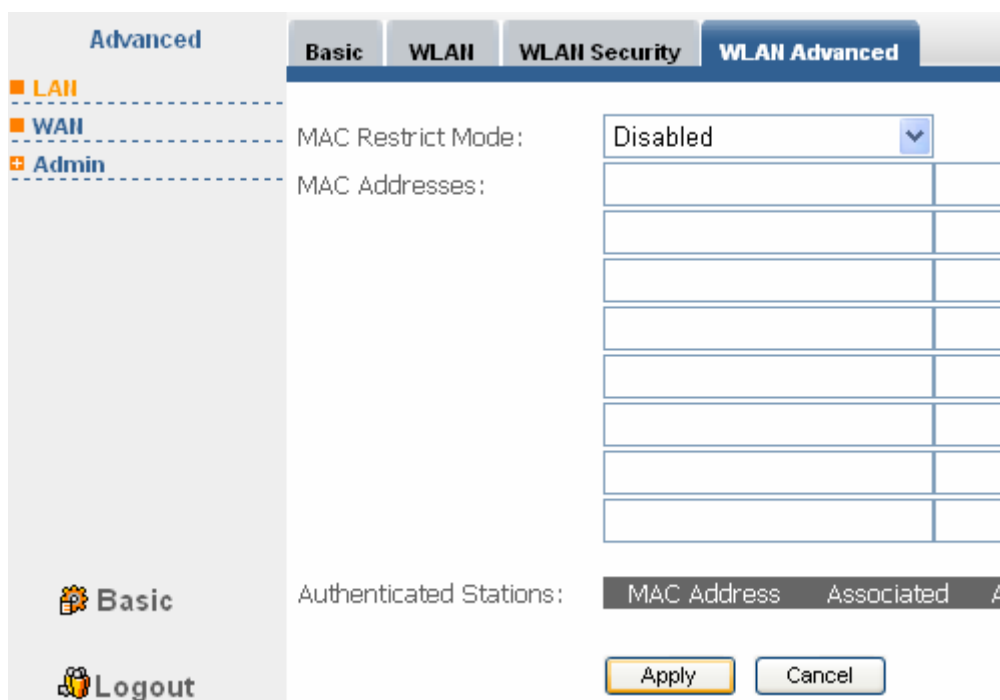 Advanced
LAN
WAN
Admin
Basic
Logout
Basic WLAN WLAN Security WLAN Advanced
MAC Restrict Mode: Disabled
MAC Addresses:
Authenticated Stations: MAC Address Associated
Apply Cancel